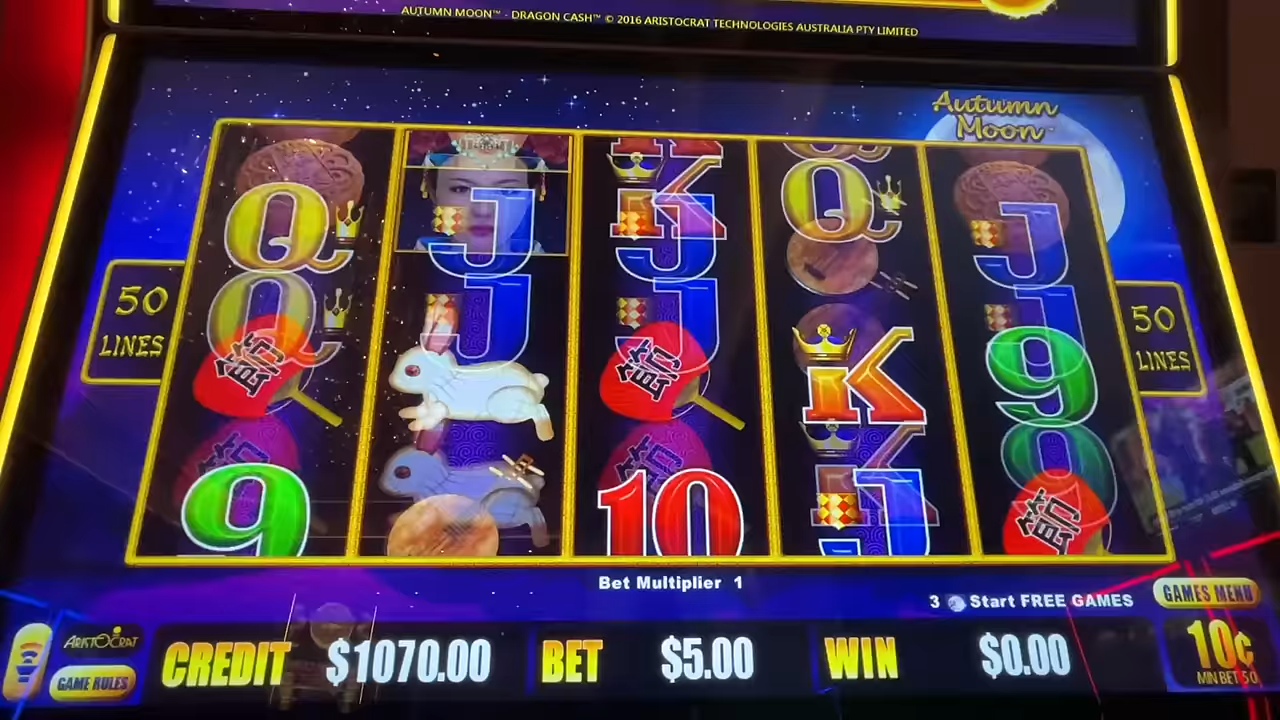 AUTUMN MOON™ - DRAGON CASH™ © 2016 ARISTOCRAT TECHNOLOGIES AUSTRALIA PTY LIMITED
Autumn
Moon™
50
LINES
50
LINES
Q J K Q J
Q J J K J
9
9 10 J
Bet Multiplier 1
3 Start FREE GAMES
GAMES MENU
ARISTOCRAT
GAME RULES
CREDIT $1070.00 BET $5.00 WIN $0.00
10¢
MIN BET 50